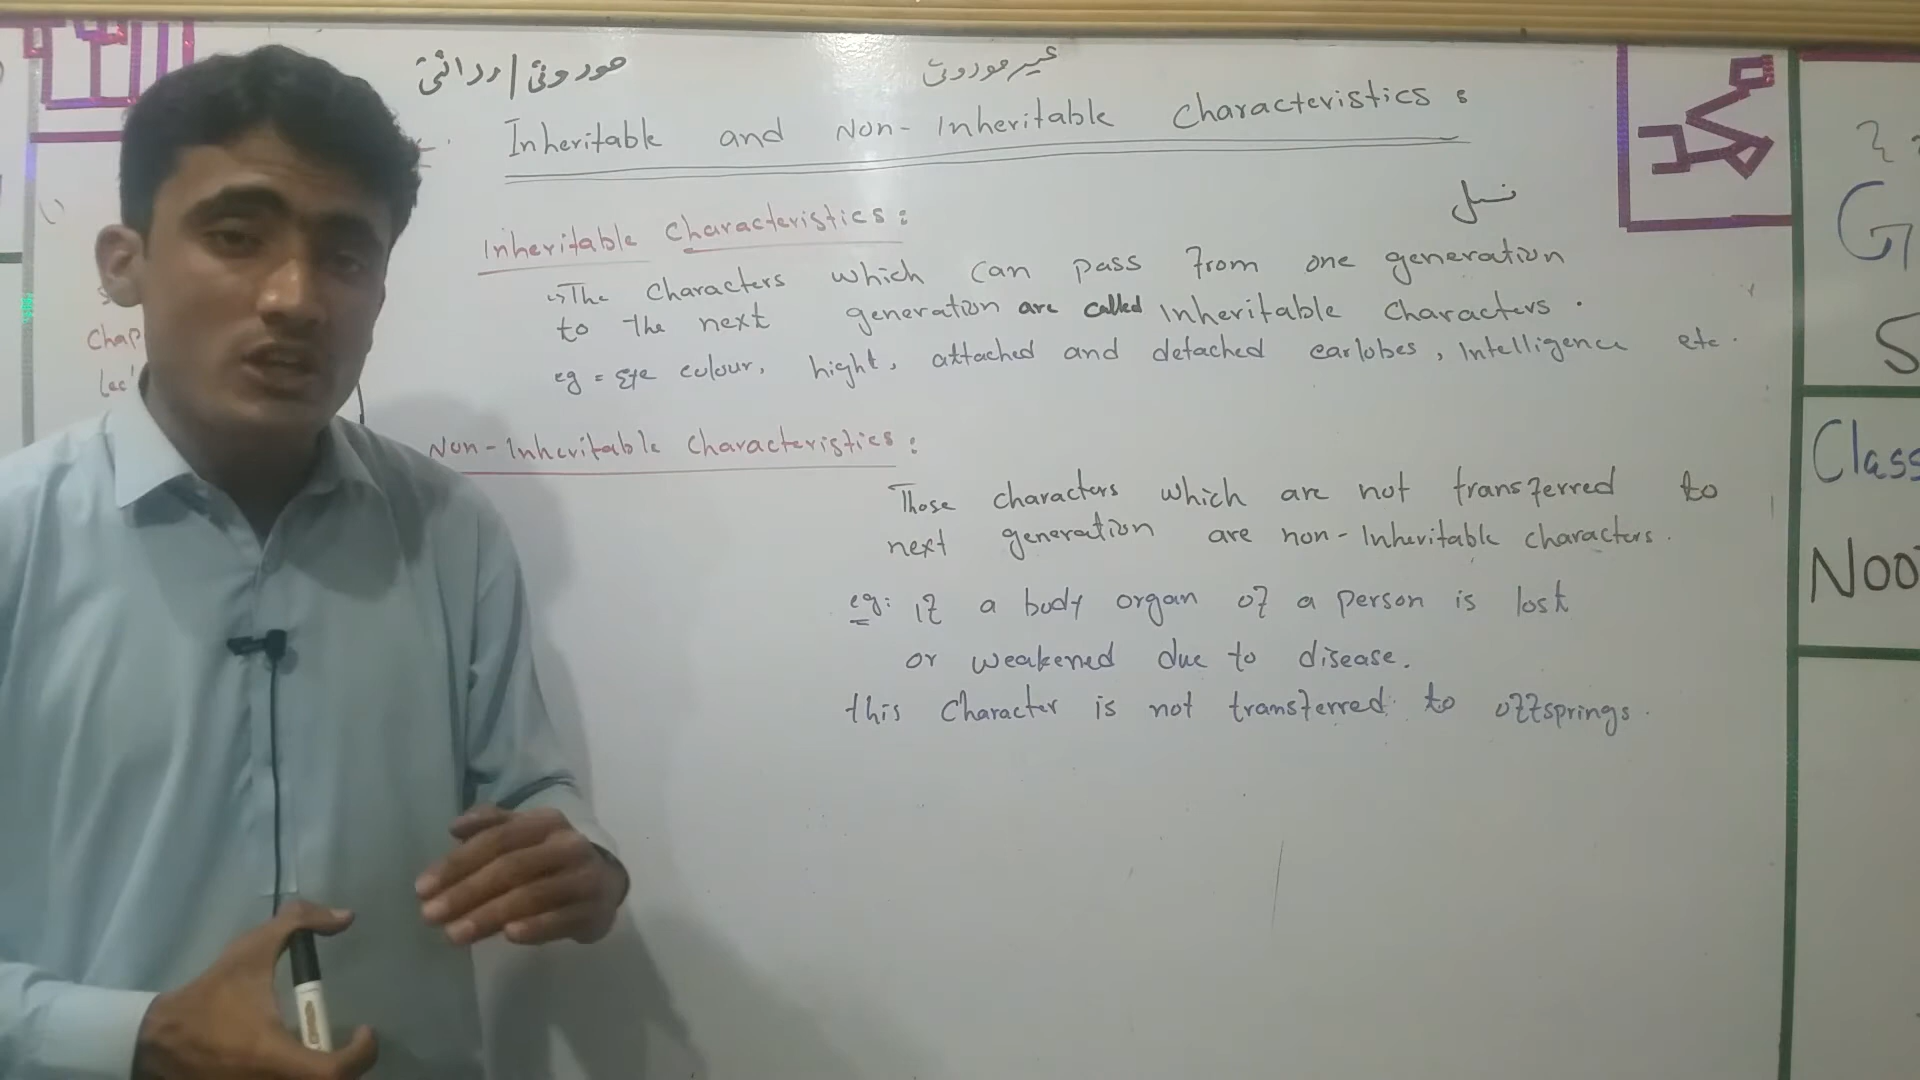 موروثی / وراثتی
غیر موروثی
Inheritable and Non-Inheritable Characteristics :
نسل
Inheritable Characteristics :
The Characters which can pass from one generation
to the next generation are called Inheritable Characters.
eg = Eye colour, hight, attached and detached earlobes, Intelligence etc.
Non-Inheritable Characteristics :
Those characters which are not transferred to
next generation are non-Inheritable characters.
eg: if a body organ of a person is lost
or weakened due to disease.
this Character is not transferred to offsprings.
Chap
Lec
G
S
Class
Noo